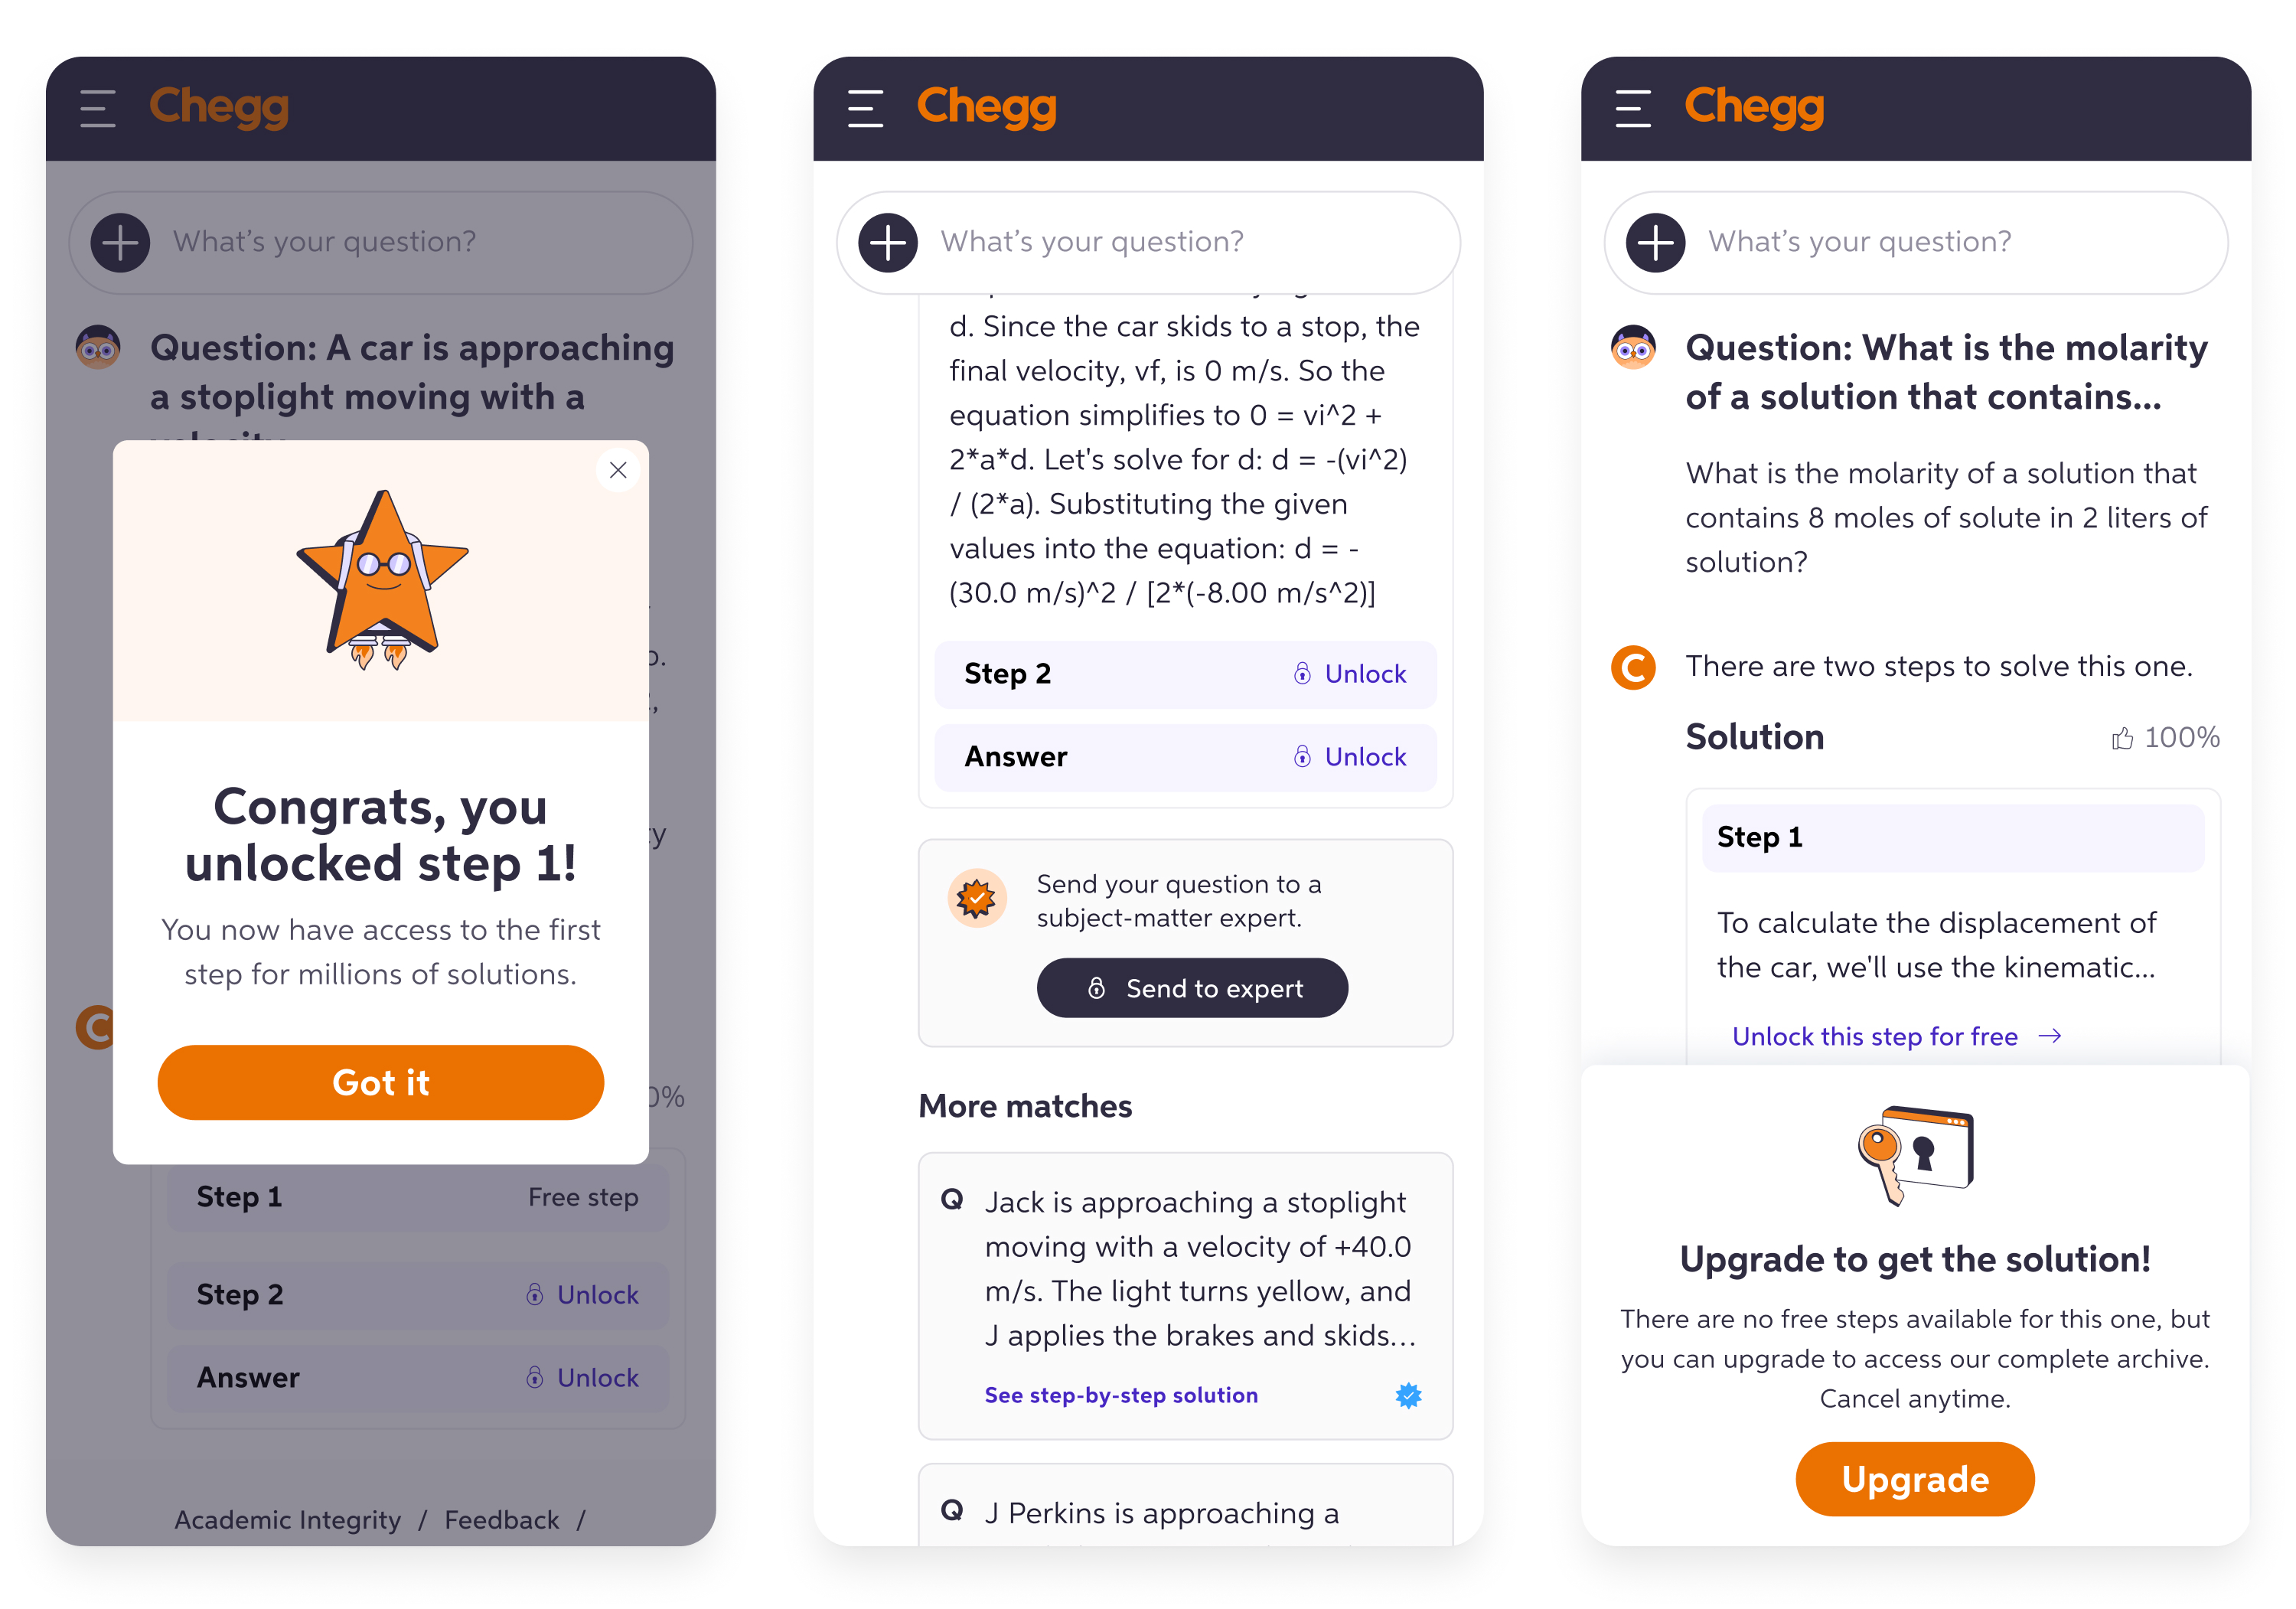 Chegg
What's your question?
Question: A car is approaching
a stoplight moving with a
Congrats, you
unlocked step 1!
You now have access to the first
step for millions of solutions.
Got it
0%
Step 1 Free step
Step 2 Unlock
Answer Unlock
Academic Integrity / Feedback /
Chegg
What's your question?
d. Since the car skids to a stop, the
final velocity, vf, is 0 m/s. So the
equation simplifies to 0 = vi^2 +
2*a*d. Let's solve for d: d = -(vi^2)
/ (2*a). Substituting the given
values into the equation: d = -
(30.0 m/s)^2 / [2*(-8.00 m/s^2)]
Step 2 Unlock
Answer Unlock
Send your question to a
subject-matter expert.
Send to expert
More matches
Q Jack is approaching a stoplight
moving with a velocity of +40.0
m/s. The light turns yellow, and
J applies the brakes and skids...
See step-by-step solution
Q J Perkins is approaching a
Chegg
What's your question?
Question: What is the molarity
of a solution that contains...
What is the molarity of a solution that
contains 8 moles of solute in 2 liters of
solution?
C There are two steps to solve this one.
Solution 100%
Step 1
To calculate the displacement of
the car, we'll use the kinematic...
Unlock this step for free →
Upgrade to get the solution!
There are no free steps available for this one, but
you can upgrade to access our complete archive.
Cancel anytime.
Upgrade